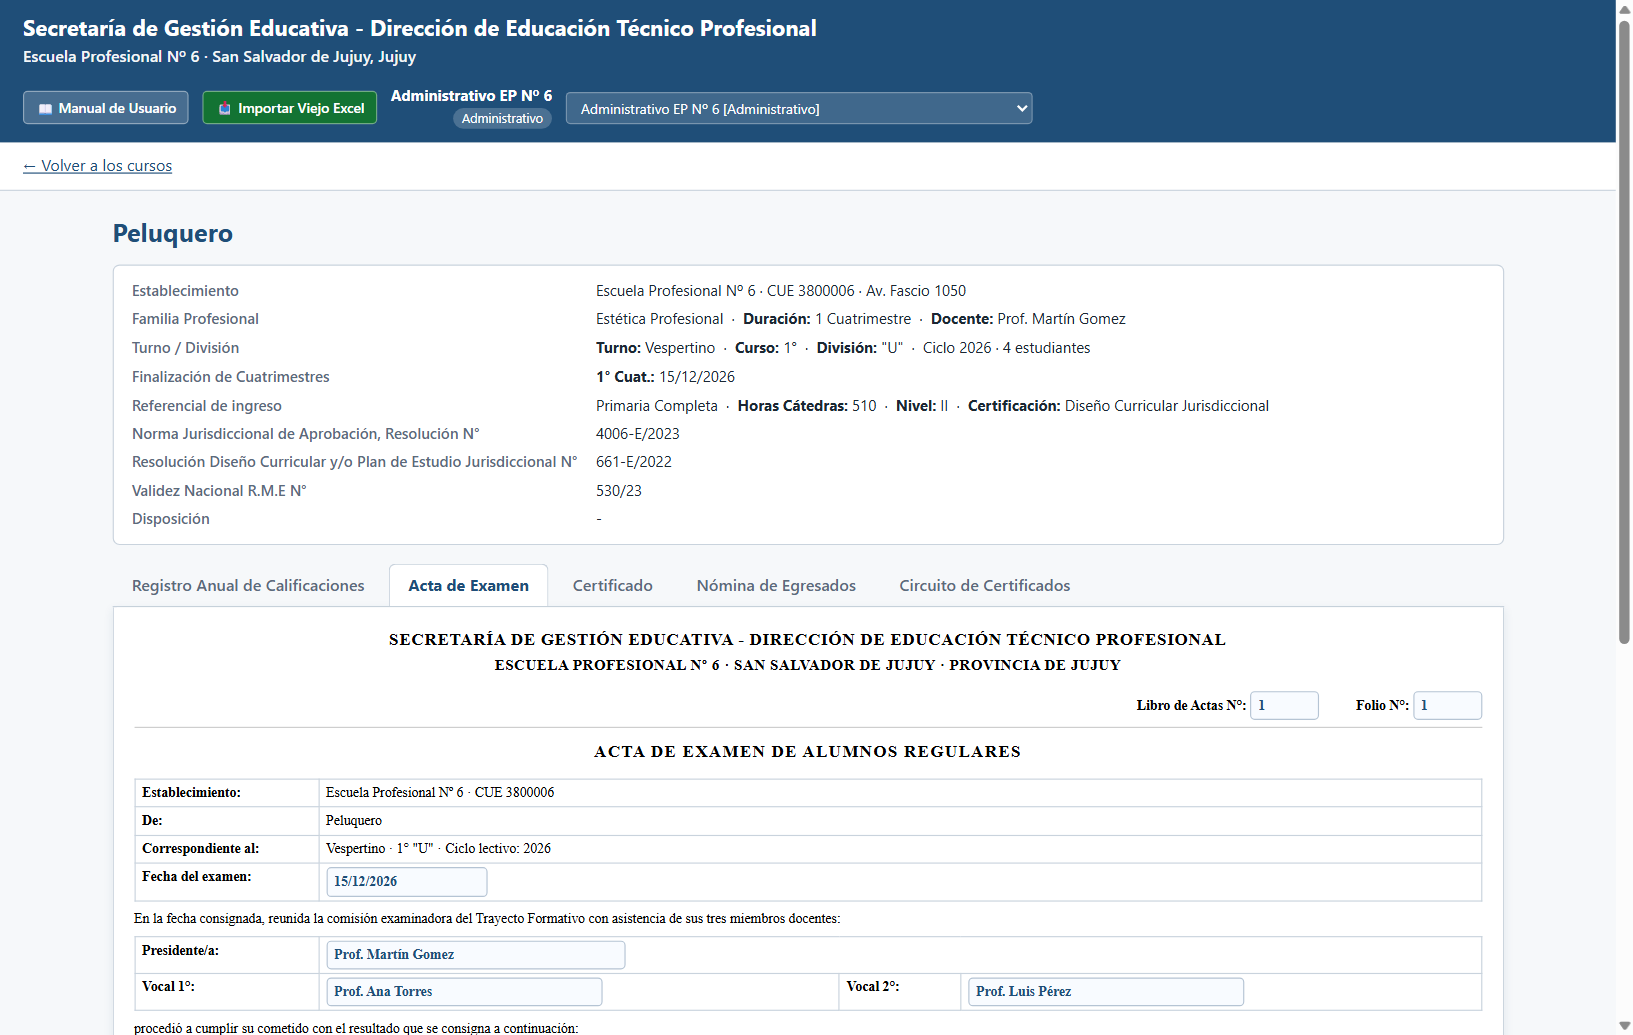 Secretaría de Gestión Educativa - Dirección de Educación Técnico Profesional
Escuela Profesional Nº 6 · San Salvador de Jujuy, Jujuy
Manual de Usuario
Importar Viejo Excel
Administrativo EP Nº 6
Administrativo
Administrativo EP Nº 6 [Administrativo]
← Volver a los cursos
Peluquero
Establecimiento Escuela Profesional Nº 6 · CUE 3800006 · Av. Fascio 1050
Familia Profesional Estética Profesional · Duración: 1 Cuatrimestre · Docente: Prof. Martín Gomez
Turno / División Turno: Vespertino · Curso: 1° · División: "U" · Ciclo 2026 · 4 estudiantes
Finalización de Cuatrimestres 1° Cuat.: 15/12/2026
Referencial de ingreso Primaria Completa · Horas Cátedras: 510 · Nivel: II · Certificación: Diseño Curricular Jurisdiccional
Norma Jurisdiccional de Aprobación, Resolución N° 4006-E/2023
Resolución Diseño Curricular y/o Plan de Estudio Jurisdiccional N° 661-E/2022
Validez Nacional R.M.E N° 530/23
Disposición -
Registro Anual de Calificaciones
Acta de Examen
Certificado
Nómina de Egresados
Circuito de Certificados
SECRETARÍA DE GESTIÓN EDUCATIVA - DIRECCIÓN DE EDUCACIÓN TÉCNICO PROFESIONAL
ESCUELA PROFESIONAL Nº 6 · SAN SALVADOR DE JUJUY · PROVINCIA DE JUJUY
Libro de Actas N°: 1 Folio N°: 1
ACTA DE EXAMEN DE ALUMNOS REGULARES
Establecimiento: Escuela Profesional Nº 6 · CUE 3800006
De: Peluquero
Correspondiente al: Vespertino · 1° "U" · Ciclo lectivo: 2026
Fecha del examen: 15/12/2026
En la fecha consignada, reunida la comisión examinadora del Trayecto Formativo con asistencia de sus tres miembros docentes:
Presidente/a: Prof. Martín Gomez
Vocal 1°: Prof. Ana Torres Vocal 2°: Prof. Luis Pérez
procedió a cumplir su cometido con el resultado que se consigna a continuación: